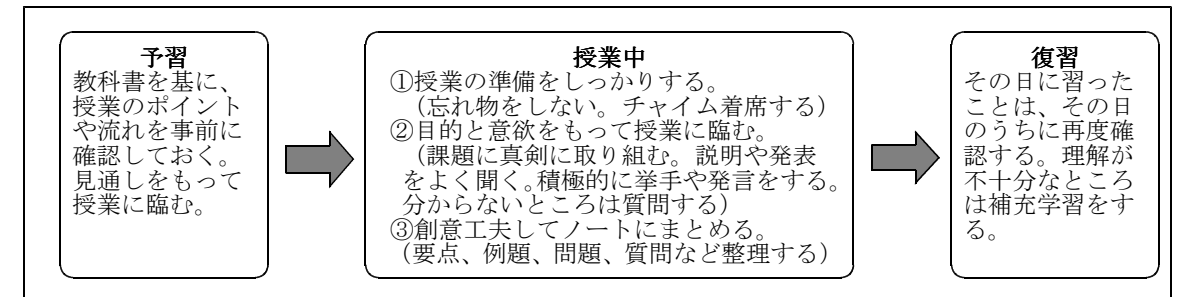 予習
教科書を基に、
授業のポイント
や流れを事前に
確認しておく。
見通しをもって
授業に臨む。
授業中
①授業の準備をしっかりする。
（忘れ物をしない。チャイム着席する）
②目的と意欲をもって授業に臨む。
（課題に真剣に取り組む。説明や発表
をよく聞く。積極的に挙手や発言をする。
分からないところは質問する）
③創意工夫してノートにまとめる。
（要点、例題、問題、質問など整理する）
復習
その日に習った
ことは、その日
のうちに再度確
認する。理解が
不十分なところ
は補充学習をす
る。